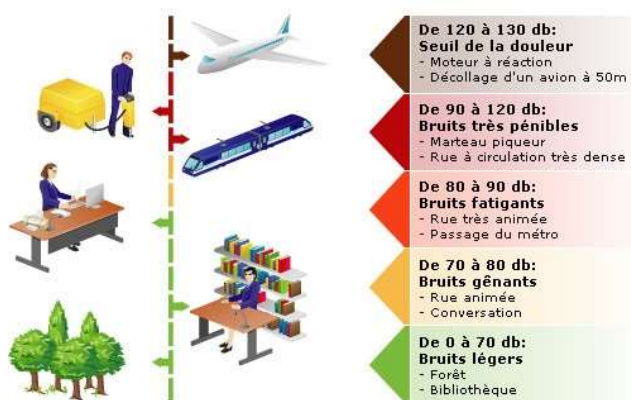 De 120 à 130 db:
Seuil de la douleur
- Moteur à réaction
- Décollage d'un avion à 50m
De 90 à 120 db:
Bruits très pénibles
- Marteau piqueur
- Rue à circulation très dense
De 80 à 90 db:
Bruits fatigants
- Rue très animée
- Passage du métro
De 70 à 80 db:
Bruits gênants
- Rue animée
- Conversation
De 0 à 70 db:
Bruits légers
- Forêt
- Bibliothèque